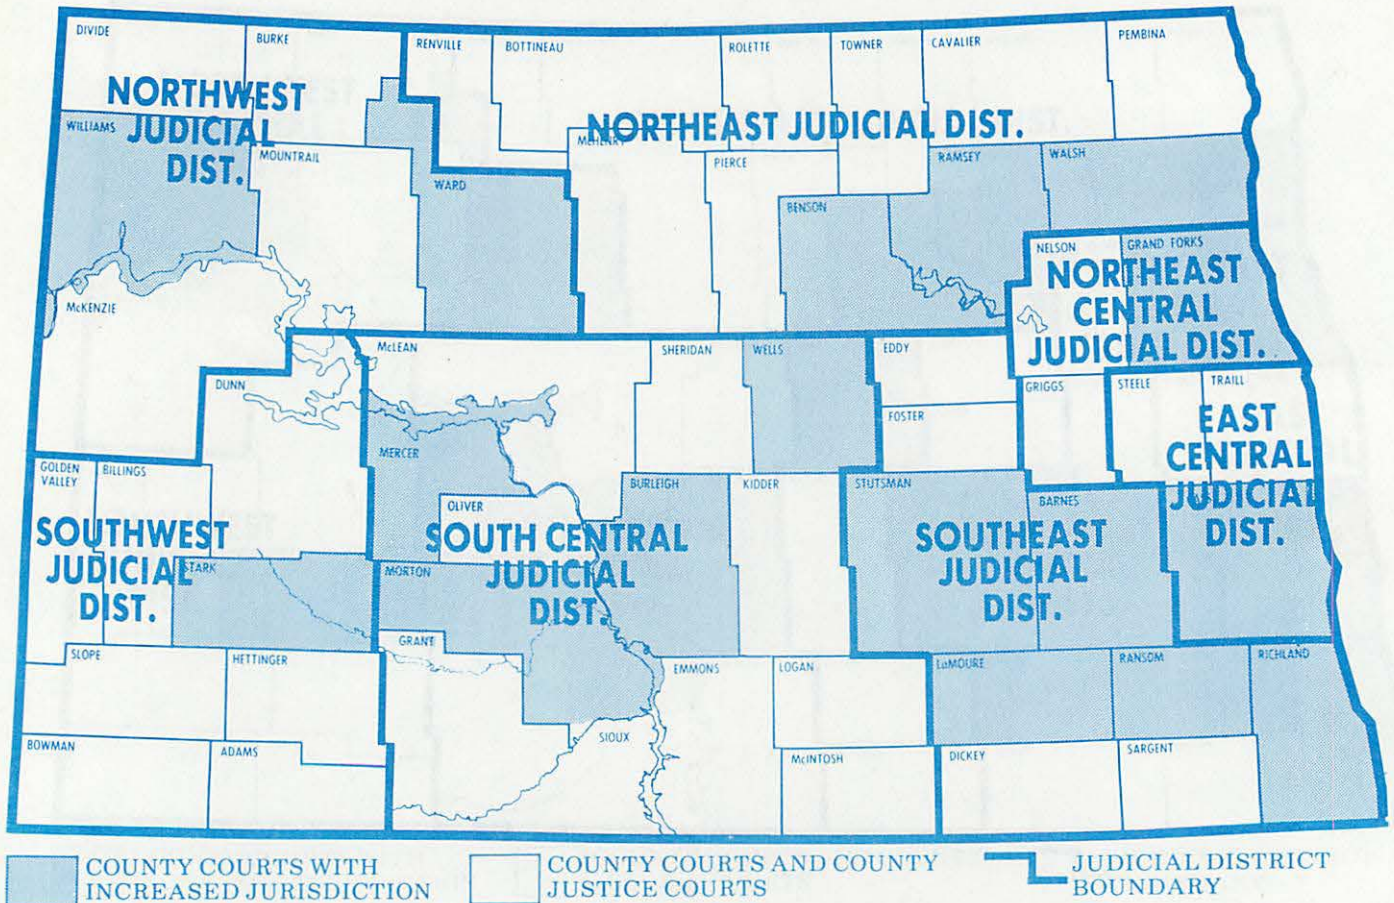 DIVIDE
BURKE
RENVILLE
BOTTINEAU
ROLETTE
TOWNER
CAVALIER
PEMBINA
NORTHWEST
JUDICIAL
DIST.
NORTHEAST JUDICIAL DIST.
WILLIAMS
MOUNTRAIL
McHENRY
PIERCE
RAMSEY
WALSH
WARD
BENSON
NELSON
GRAND FORKS
NORTHEAST
CENTRAL
JUDICIAL DIST.
McKENZIE
McLEAN
SHERIDAN
WELLS
EDDY
DUNN
GRIGGS
STEELE
TRAILL
FOSTER
EAST
CENTRAL
JUDICIAL
DIST.
GOLDEN
VALLEY
BILLINGS
MERCER
OLIVER
BURLEIGH
KIDDER
STUTSMAN
BARNES
SOUTHWEST
JUDICIAL
DIST.
SOUTH CENTRAL
JUDICIAL
DIST.
SOUTHEAST
JUDICIAL
DIST.
STARK
MORTON
GRANT
SLOPE
HETTINGER
EMMONS
LOGAN
LaMOURE
RANSOM
RICHLAND
BOWMAN
ADAMS
SIOUX
McINTOSH
DICKEY
SARGENT
COUNTY COURTS WITH
INCREASED JURISDICTION
COUNTY COURTS AND COUNTY
JUSTICE COURTS
JUDICIAL DISTRICT
BOUNDARY